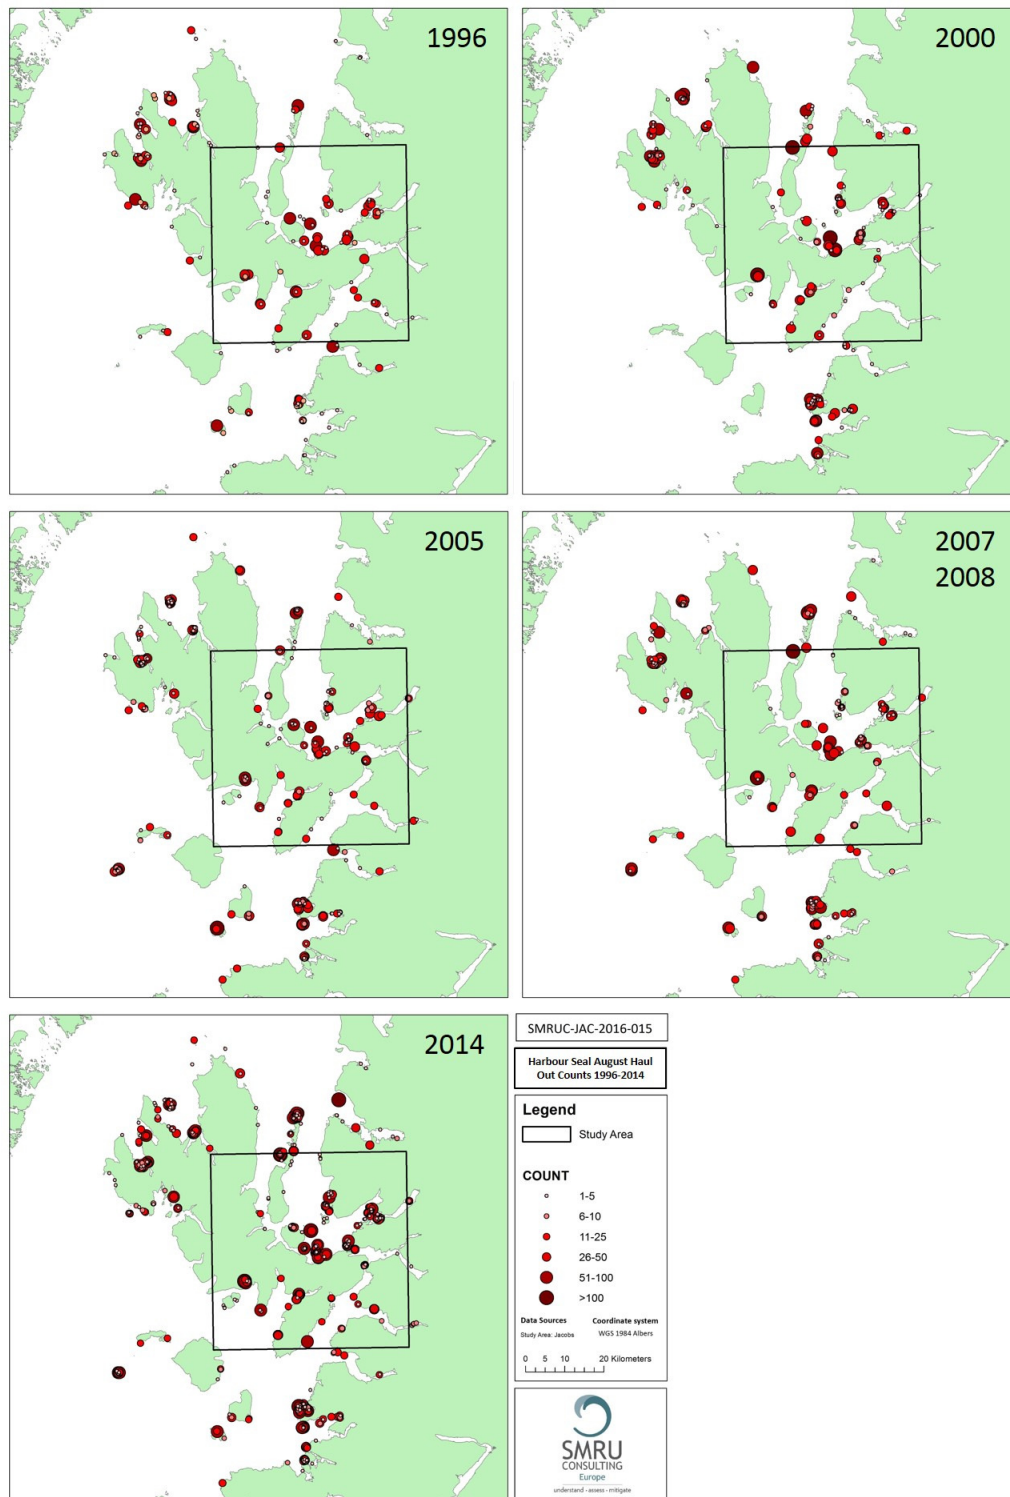 1996
2000
2005
2007
2008
2014
SMRUC-JAC-2016-015
Harbour Seal August Haul
Out Counts 1996-2014
Legend
Study Area
COUNT
1-5
6-10
11-25
26-50
51-100
>100
Data Sources
Coordinate system
Study Area: Jacobs
WGS 1984 Albers
0 5 10 20 Kilometers
SMRU
CONSULTING
Europe
understand - assess - mitigate